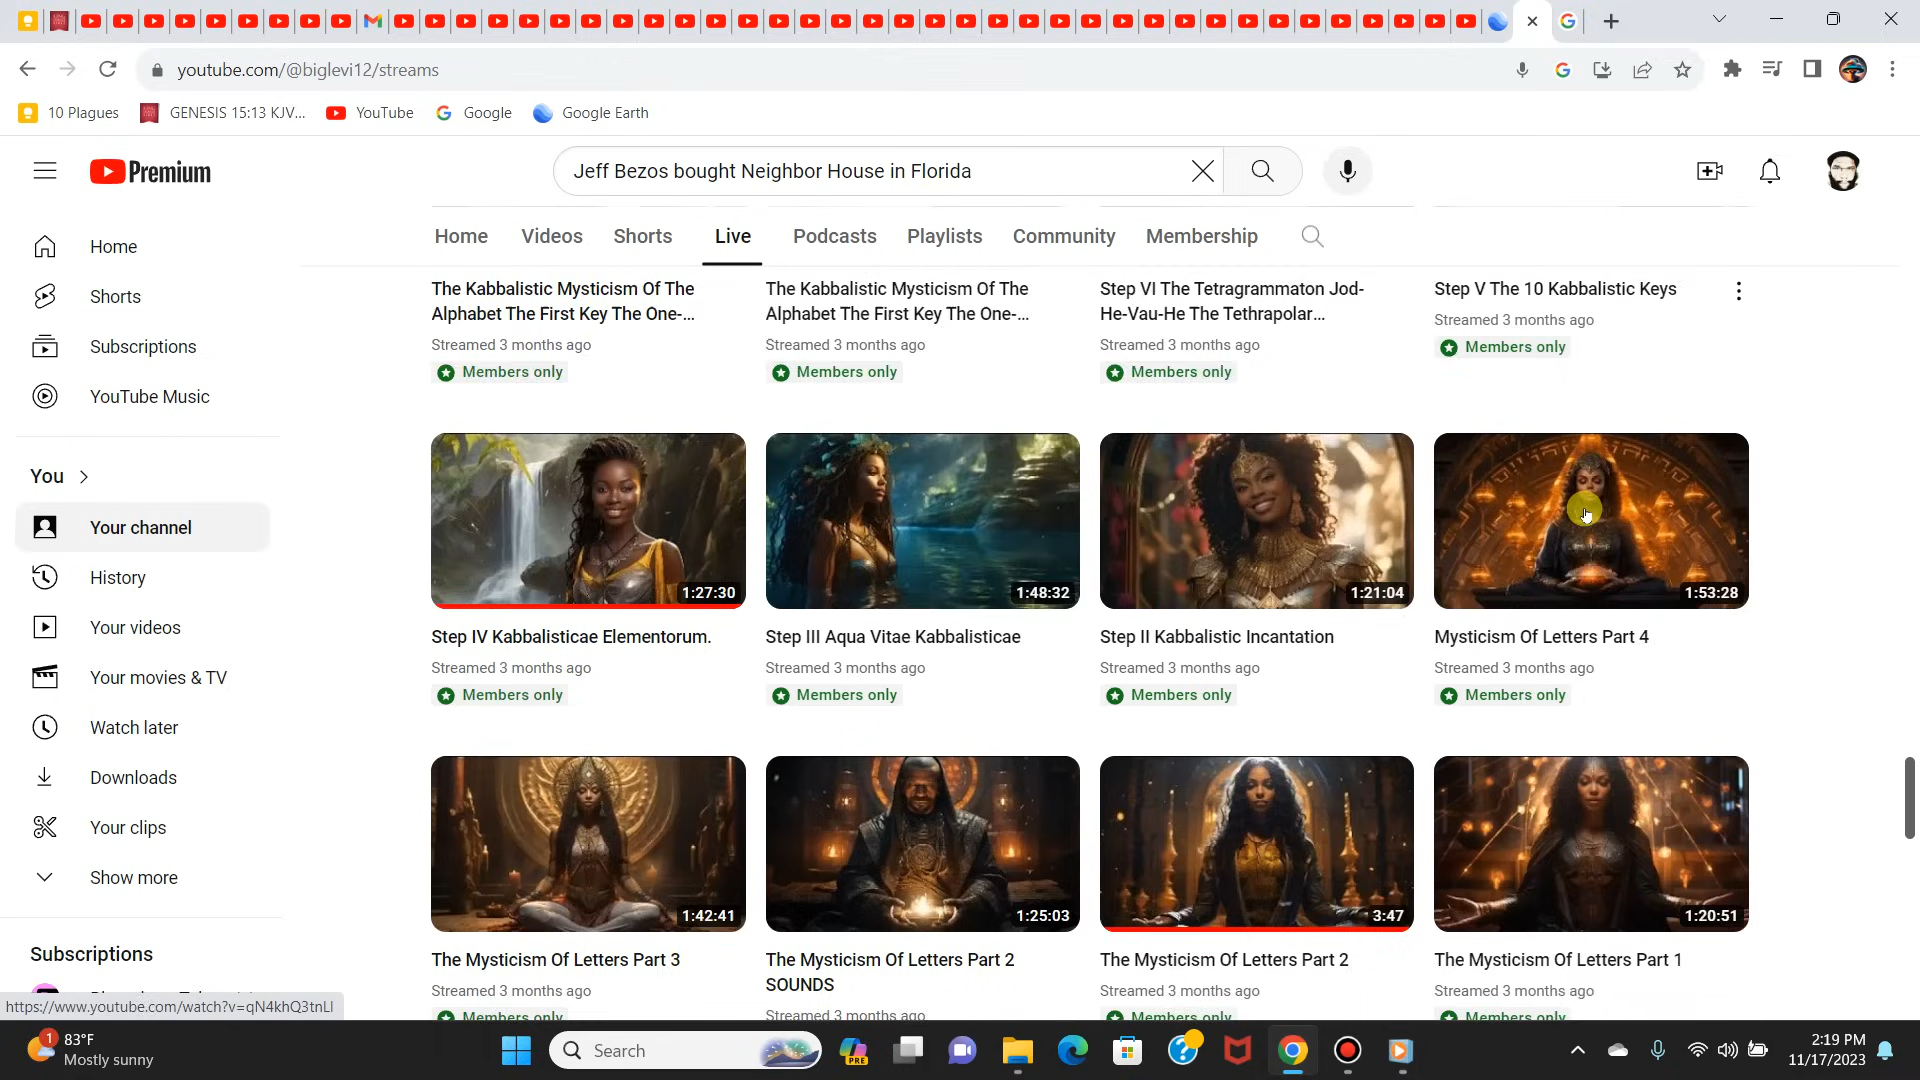 youtube.com/@biglevi12/streams
10 Plagues
GENESIS 15:13 KJV...
YouTube
Google
Google Earth
Premium
Jeff Bezos bought Neighbor House in Florida
Home
Videos
Shorts
Live
Podcasts
Playlists
Community
Membership
Home
Shorts
Subscriptions
YouTube Music
You
Your channel
History
Your videos
Your movies & TV
Watch later
Downloads
Your clips
Show more
Subscriptions
The Kabbalistic Mysticism Of The
Alphabet The First Key The One-...
Streamed 3 months ago
Members only
The Kabbalistic Mysticism Of The
Alphabet The First Key The One-...
Streamed 3 months ago
Members only
Step VI The Tetragrammaton Jod-
He-Vau-He The Tethrapolar...
Streamed 3 months ago
Members only
Step V The 10 Kabbalistic Keys
Streamed 3 months ago
Members only
1:27:30
Step IV Kabbalisticae Elementorum.
Streamed 3 months ago
Members only
1:48:32
Step III Aqua Vitae Kabbalisticae
Streamed 3 months ago
Members only
1:21:04
Step II Kabbalistic Incantation
Streamed 3 months ago
Members only
1:53:28
Mysticism Of Letters Part 4
Streamed 3 months ago
Members only
1:42:41
The Mysticism Of Letters Part 3
Streamed 3 months ago
Members only
1:25:03
The Mysticism Of Letters Part 2
SOUNDS
Streamed 3 months ago
3:47
The Mysticism Of Letters Part 2
Streamed 3 months ago
Members only
1:20:51
The Mysticism Of Letters Part 1
Streamed 3 months ago
Members only
https://www.youtube.com/watch?v=qN4khQ3tnLI
1
83°F
Mostly sunny
Search
PRE
2:19 PM
11/17/2023